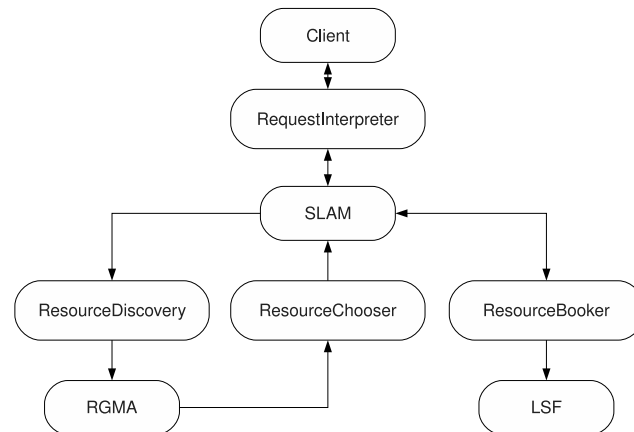 Client
RequestInterpreter
SLAM
ResourceDiscovery
ResourceChooser
ResourceBooker
RGMA
LSF